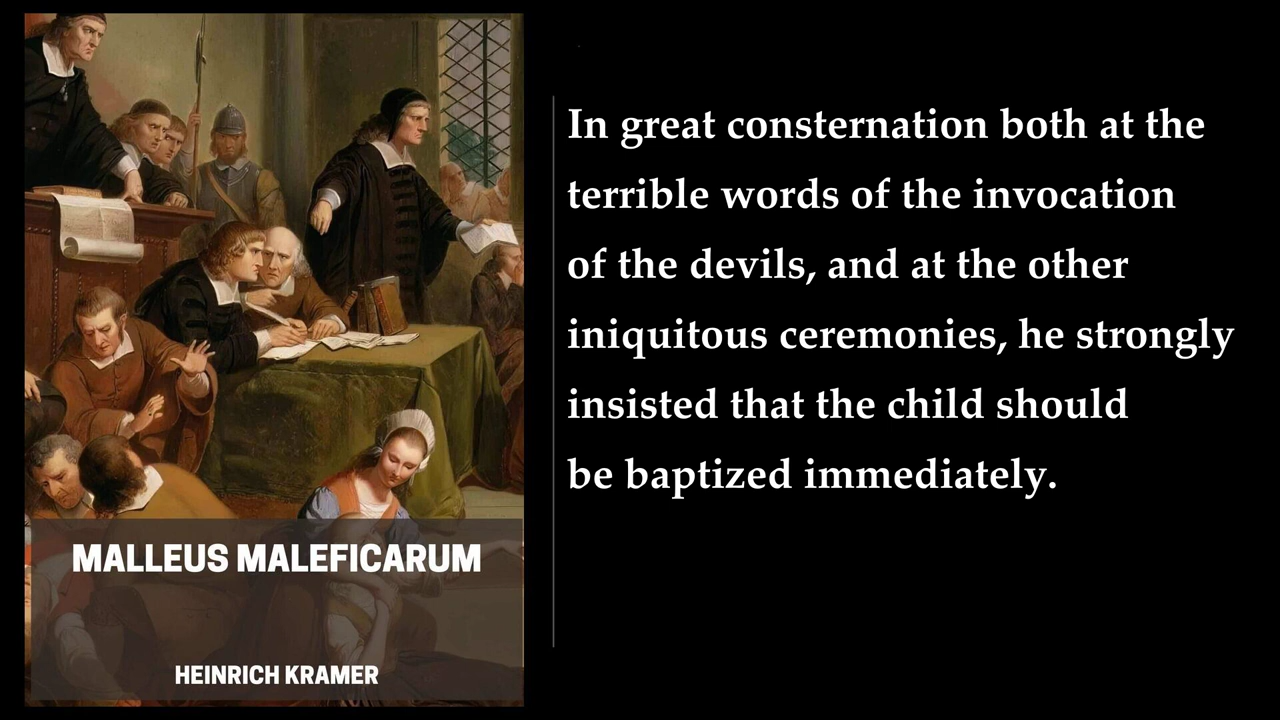 In great consternation both at the
terrible words of the invocation
of the devils, and at the other
iniquitous ceremonies, he strongly
insisted that the child should
be baptized immediately.
MALLEUS MALEFICARUM
HEINRICH KRAMER